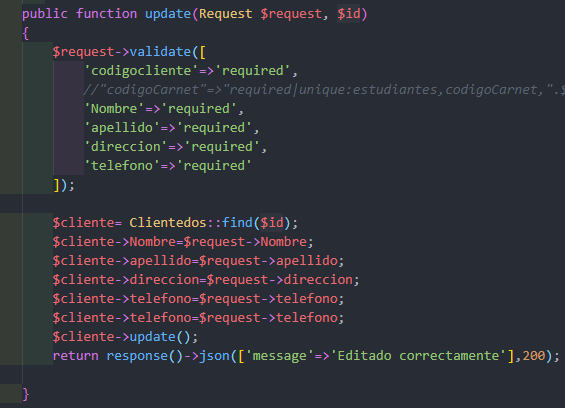 public function update(Request $request, $id)
{
$request->validate([
'codigocliente'=>'required',
//"codigoCarnet"=>"required|unique:estudiantes,codigoCarnet,".$
'Nombre'=>'required',
'apellido'=>'required',
'direccion'=>'required',
'telefono'=>'required'
]);
$cliente= Clientedos::find($id);
$cliente->Nombre=$request->Nombre;
$cliente->apellido=$request->apellido;
$cliente->direccion=$request->direccion;
$cliente->telefono=$request->telefono;
$cliente->telefono=$request->telefono;
$cliente->update();
return response()->json(['message'=>'Editado correctamente'],200);
}